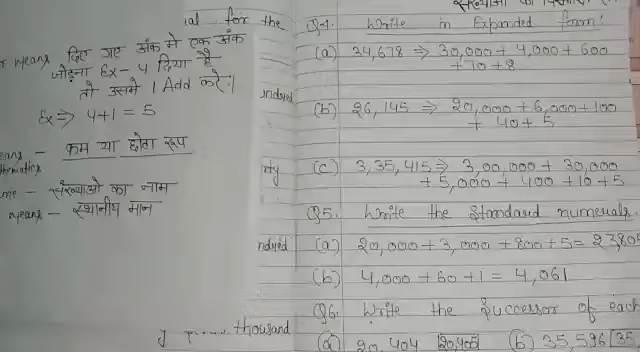 al for the
means दिए गए अंक में एक अंक
जोड़ना Ex- 4 दिया है
तो उसमें 1 Add करें।
Ex ⇒ 4+1 = 5
कम या होता रूप
संख्याओं का नाम
means - स्थानीय मान
thousand
Q4. Write in Expanded form:
(a) 34,678 ⇒ 30,000 + 4,000 + 600
+ 70 + 8
(b) 26,145 ⇒ 20,000 + 6,000 + 100
+ 40 + 5
(c) 3,35,415 ⇒ 3,00,000 + 30,000
+ 5,000 + 400 + 10 + 5
Q5. Write the Standard numerals
(a) 20,000 + 3,000 + 800 + 5 = 23,805
(b) 4,000 + 60 + 1 = 4,061
Q6. Write the Successor of each
(a) 20,404 (b) 35,596 35